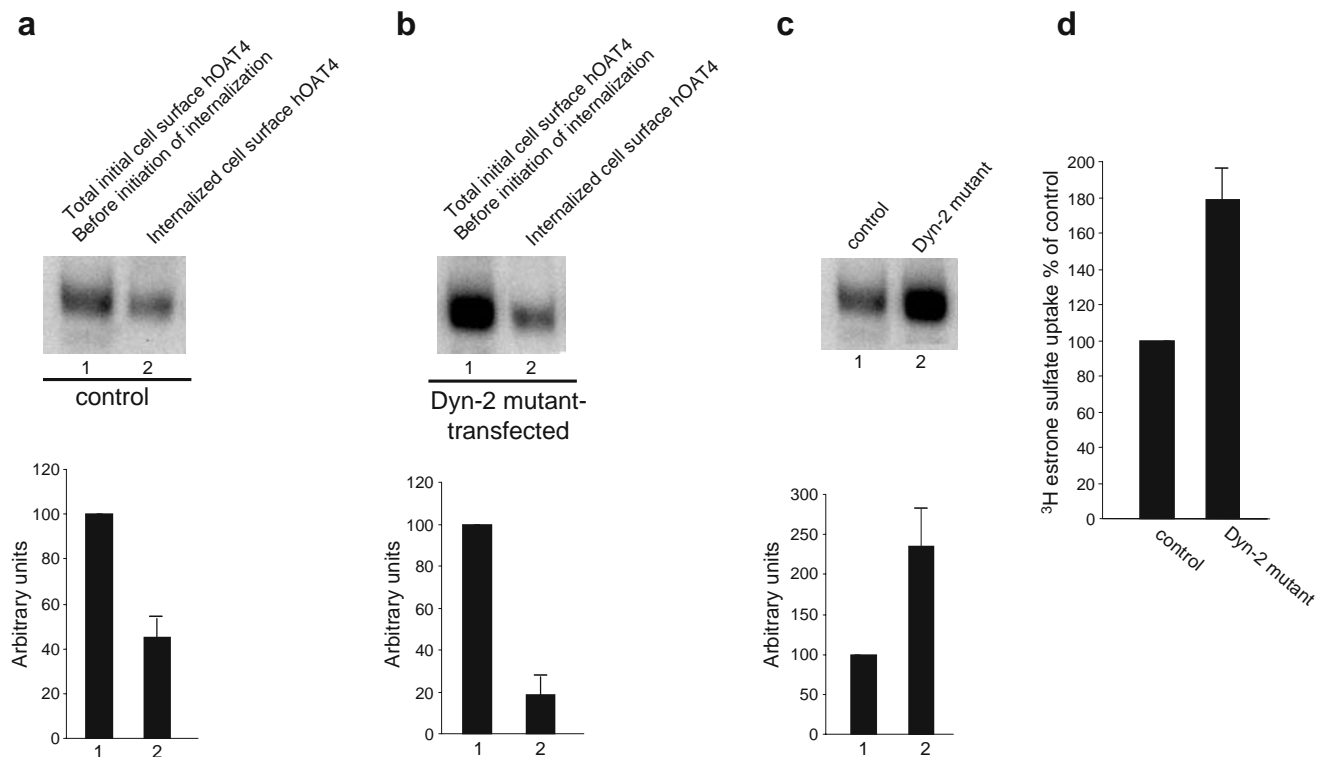 a
Total initial cell surface hOAT4
Before initiation of internalization
Internalized cell surface hOAT4
1 2
control
120
100
80
60
40
20
0
Arbitrary units
1 2
b
Total initial cell surface hOAT4
Before initiation of internalization
Internalized cell surface hOAT4
1 2
Dyn-2 mutant-
transfected
120
100
80
60
40
20
0
Arbitrary units
1 2
c
control
Dyn-2 mutant
1 2
300
250
200
150
100
50
0
Arbitrary units
1 2
d
200
180
160
140
120
100
80
60
40
20
0
³H estrone sulfate uptake % of control
control
Dyn-2 mutant